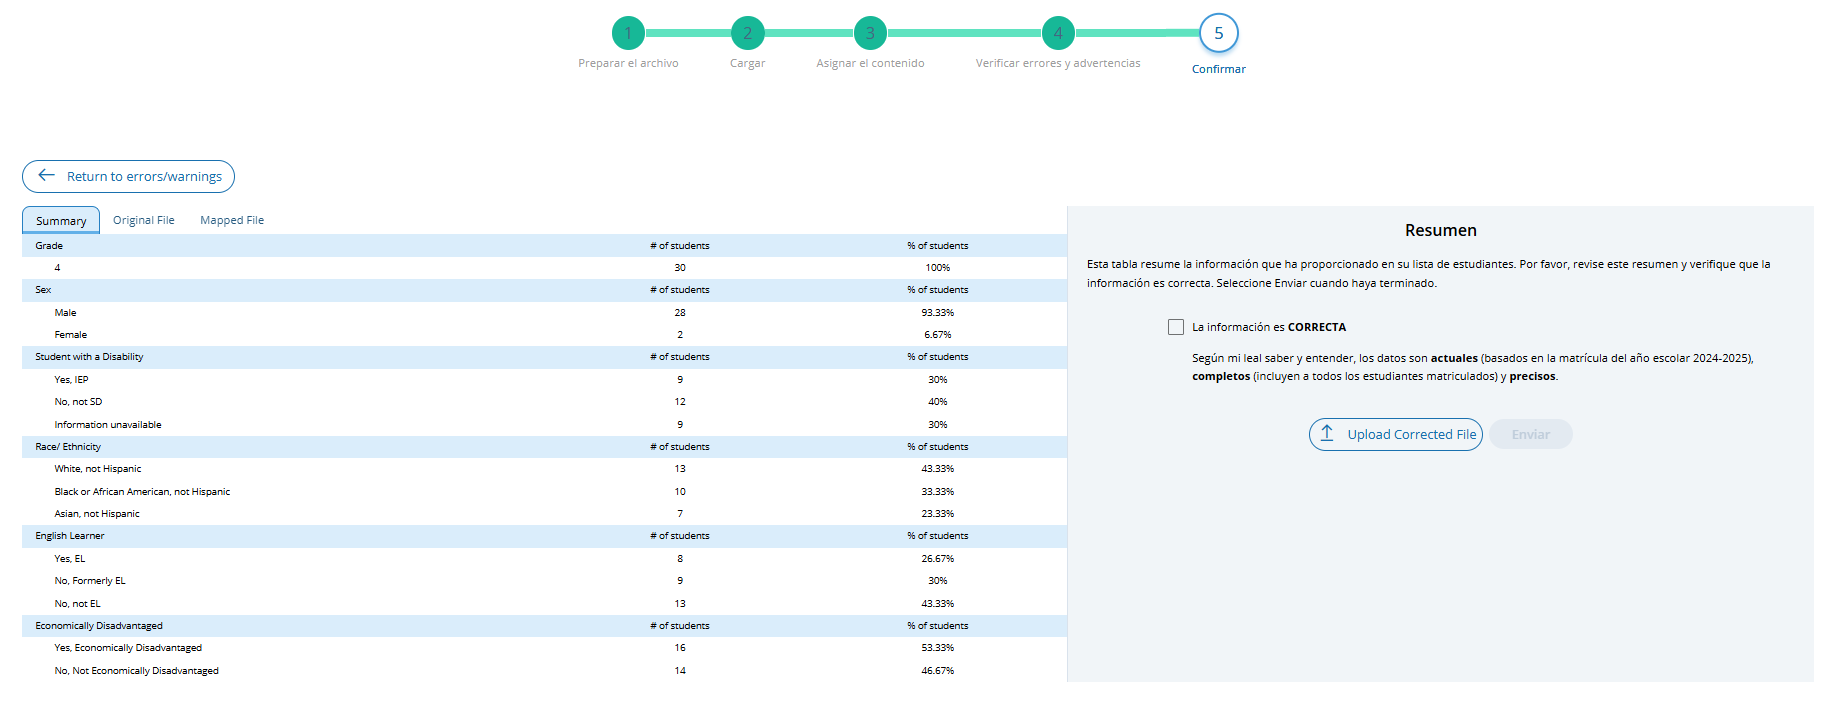 1 2 3 4 5
Preparar el archivo Cargar Asignar el contenido Verificar errores y advertencias Confirmar
Return to errors/warnings
Summary Original File Mapped File
Grade # of students % of students
4 30 100%
Sex # of students % of students
Male 28 93.33%
Female 2 6.67%
Student with a Disability # of students % of students
Yes, IEP 9 30%
No, not SD 12 40%
Information unavailable 9 30%
Race/ Ethnicity # of students % of students
White, not Hispanic 13 43.33%
Black or African American, not Hispanic 10 33.33%
Asian, not Hispanic 7 23.33%
English Learner # of students % of students
Yes, EL 8 26.67%
No, Formerly EL 9 30%
No, not EL 13 43.33%
Economically Disadvantaged # of students % of students
Yes, Economically Disadvantaged 16 53.33%
No, Not Economically Disadvantaged 14 46.67%
Resumen
Esta tabla resume la información que ha proporcionado en su lista de estudiantes. Por favor, revise este resumen y verifique que la
información es correcta. Seleccione Enviar cuando haya terminado.
La información es CORRECTA
Según mi leal saber y entender, los datos son actuales (basados en la matrícula del año escolar 2024-2025),
completos (incluyen a todos los estudiantes matriculados) y precisos.
Upload Corrected File Enviar